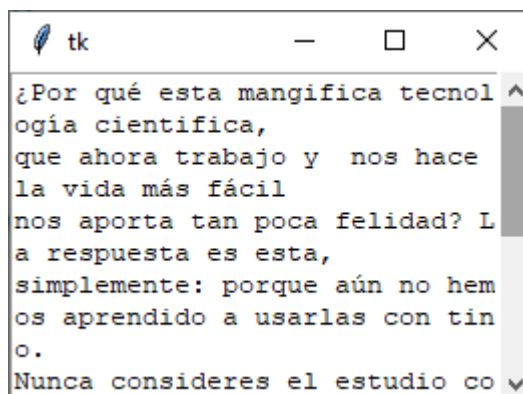 tk
¿Por qué esta mangifica tecnol
ogía cientifica,
que ahora trabajo y  nos hace
la vida más fácil
nos aporta tan poca felidad? L
a respuesta es esta,
simplemente: porque aún no hem
os aprendido a usarlas con tin
o.
Nunca consideres el estudio co